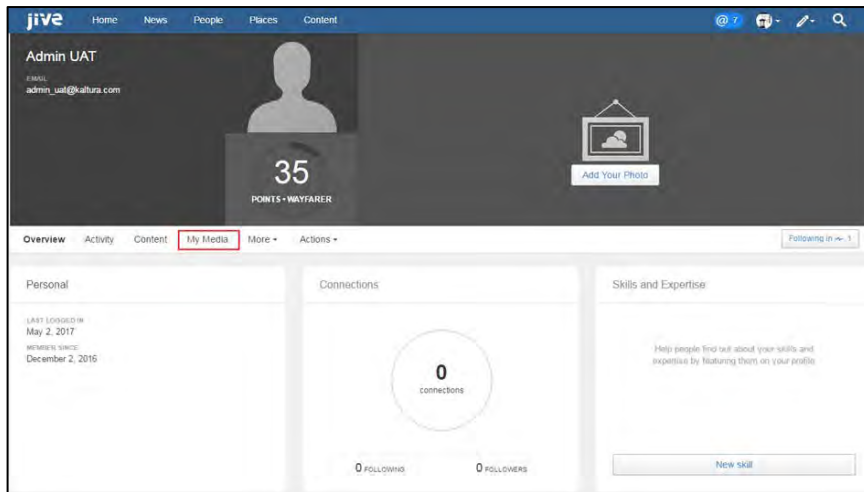 jive Home News People Places Content @ 7
Admin UAT
EMAIL
admin_uat@kaltura.com
35
POINTS • WAYFARER
Add Your Photo
Overview Activity Content My Media More Actions Following in 1
Personal
LAST LOGGED IN
May 2, 2017
MEMBER SINCE
December 2, 2016
Connections
0
connections
0 FOLLOWING 0 FOLLOWERS
Skills and Expertise
Help people find out about your skills and
expertise by featuring them on your profile
New skill